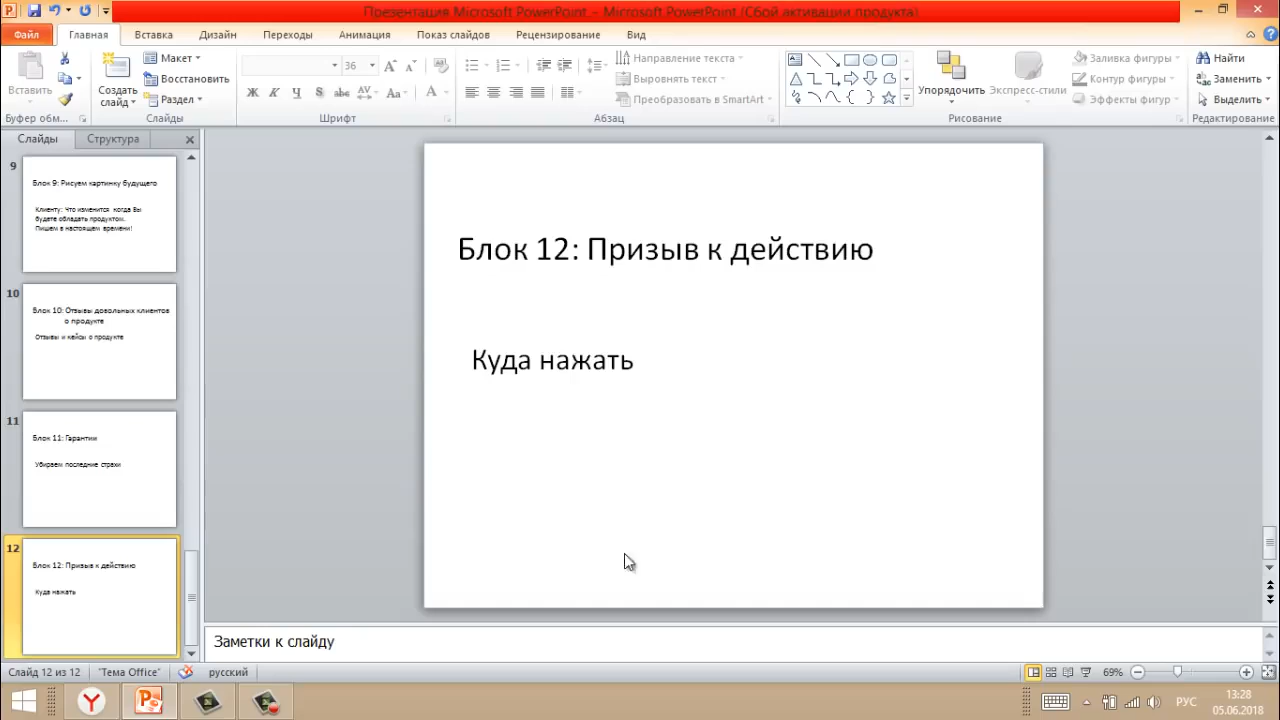 Презентация Microsoft PowerPoint - Microsoft PowerPoint (Сбой активации продукта)
Файл Главная Вставка Дизайн Переходы Анимация Показ слайдов Рецензирование Вид
Вставить
Буфер обм...
Создать слайд
Макет
Восстановить
Раздел
Слайды
36
Ж К Ч S abc AV Aa A
Шрифт
Направление текста
Выровнять текст
Преобразовать в SmartArt
Абзац
Упорядочить
Экспресс-стили
Заливка фигуры
Контур фигуры
Эффекты фигур
Рисование
Найти
Заменить
Выделить
Редактирование
Слайды Структура
9
Блок 9: Рисуем картинку будущего
Клиенту: Что изменится когда Вы
будете обладать продуктом.
Пишем в настоящем времени!
10
Блок 10: Отзывы довольных клиентов
о продукте
Отзывы и кейсы о продукте
11
Блок 11: Гарантии
Убираем последние страхи
12
Блок 12: Призыв к действию
Куда нажать
Блок 12: Призыв к действию
Куда нажать
Заметки к слайду
Слайд 12 из 12 "Тема Office" русский 69%
РУС 13:28
05.06.2018